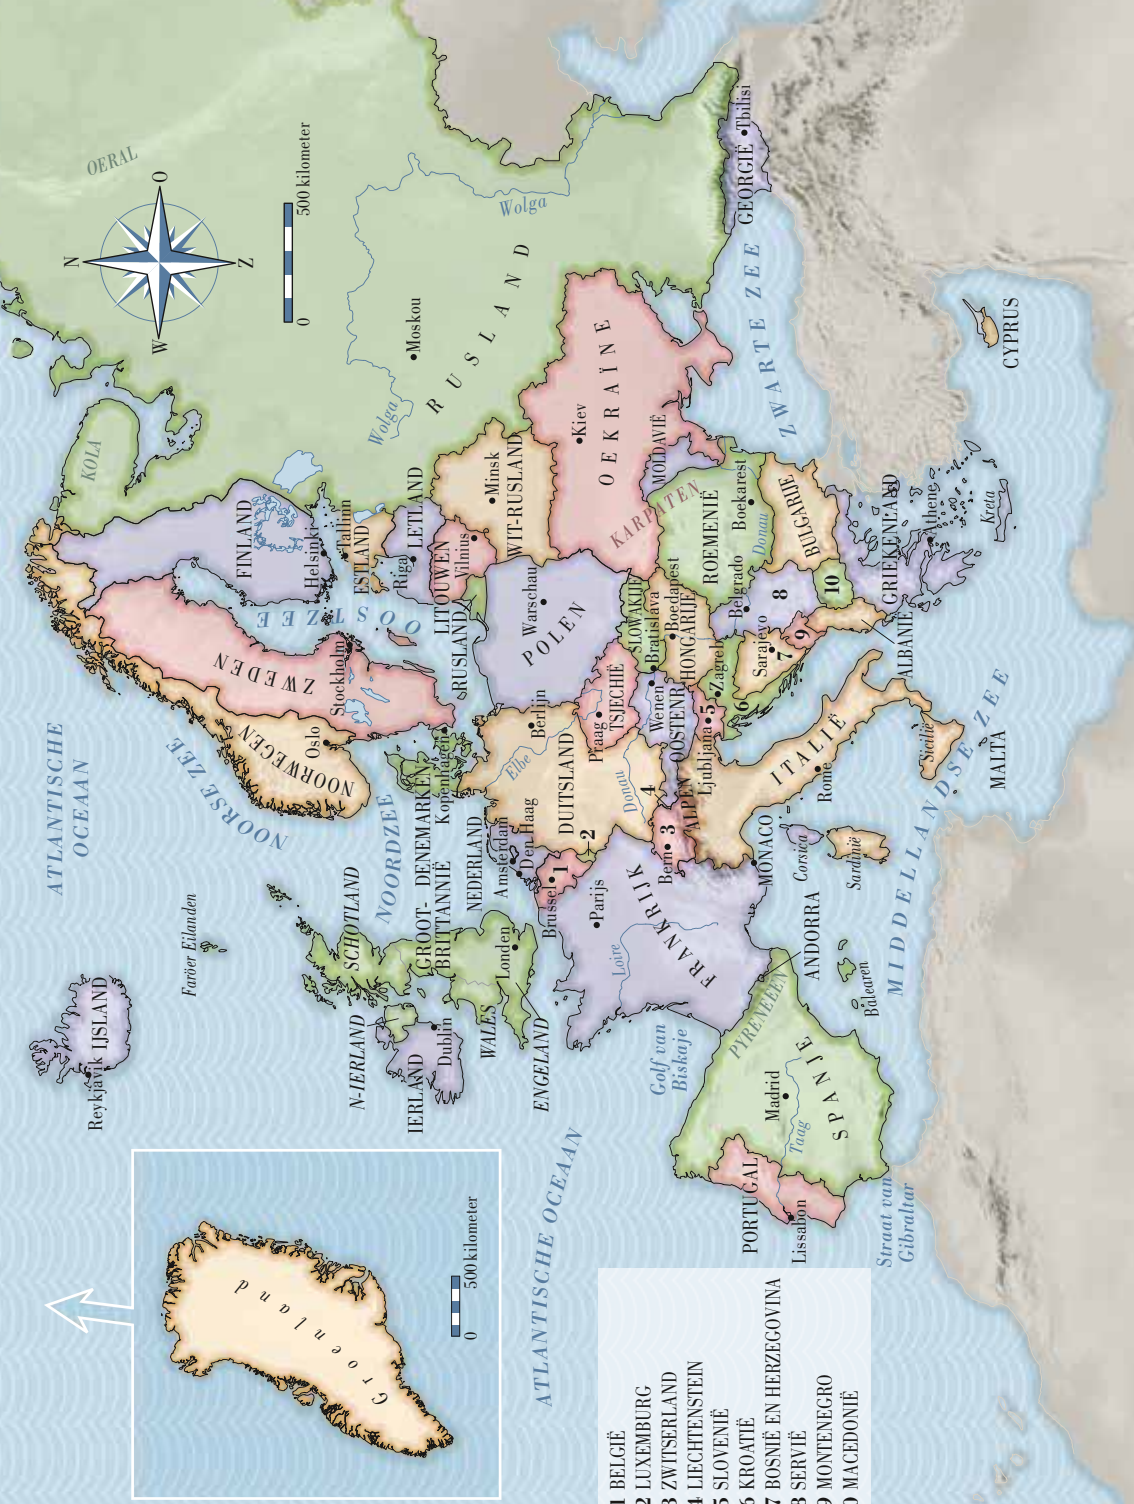 ATLANTISCHE
OCEAAN
NOORSE ZEE
NOORDZEE
OOSTZEE
ATLANTISCHE OCEAAN
Golf van
Biskaje
Straat van
Gibraltar
MIDDELLANDSE ZEE
ZWARTE ZEE
OERAL
N
O
Z
W
0
500 kilometer
KOLA
Wolga
Wolga
RUSLAND
Moskou
Reykjavik
IJSLAND
Faröer Eilanden
NOORWEGEN
Oslo
ZWEDEN
Stockholm
FINLAND
Helsinki
Tallinn
ESTLAND
Riga
LETLAND
LITOUWEN
Vilnius
RUSLAND
Minsk
WIT-RUSLAND
Kiev
OEKRAÏNE
MOLDAVIË
KARPATEN
GEORGIË
Tbilisi
SCHOTLAND
N-IERLAND
IERLAND
Dublin
GROOT-
BRITTANNIË
WALES
ENGELAND
Londen
DENEMARKEN
Kopenhagen
NEDERLAND
Amsterdam
Den Haag
Brussel
1
2
DUITSLAND
Berlijn
Elbe
Donau
4
POLEN
Warschau
Praag
TSJECHIË
SLOWAKIJE
Bratislava
Wenen
OOSTENR.
Boedapest
HONGARIJE
ROEMENIË
Boekarest
Donau
BULGARIJE
Belgrado
8
Sarajevo
7
9
10
Zagreb
6
5
Ljubljana
ALPEN
Bern
3
FRANKRIJK
Parijs
Loire
MONACO
ANDORRA
PYRENEEËN
SPANJE
Madrid
Taag
PORTUGAL
Lissabon
Balearen
Corsica
Sardinië
ITALIË
Rome
Sicilië
MALTA
ALBANIË
GRIEKENLAND
Athene
Kreta
CYPRUS
Groenland
0
500 kilometer
1 BELGIË
2 LUXEMBURG
3 ZWITSERLAND
4 LIECHTENSTEIN
5 SLOVENIË
6 KROATIË
7 BOSNIË EN HERZEGOVINA
8 SERVIË
9 MONTENEGRO
0 MACEDONIË